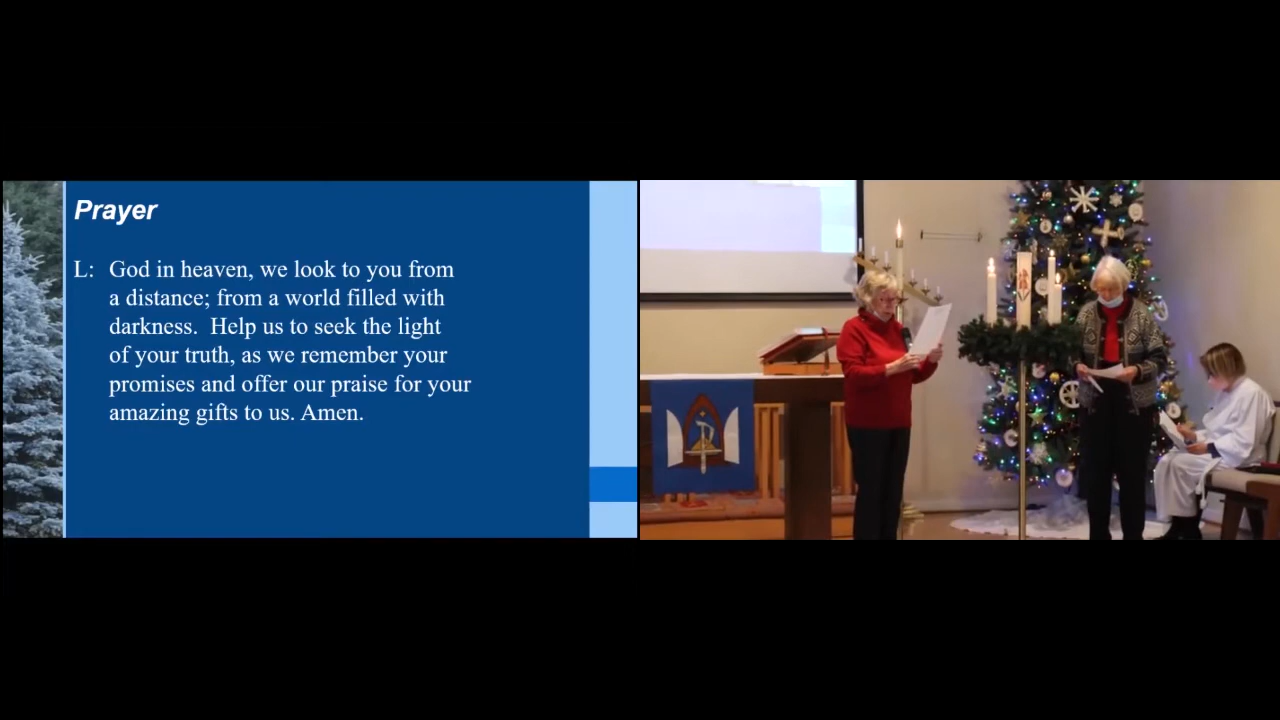 Prayer
L: God in heaven, we look to you from
a distance; from a world filled with
darkness.  Help us to seek the light
of your truth, as we remember your
promises and offer our praise for your
amazing gifts to us. Amen.